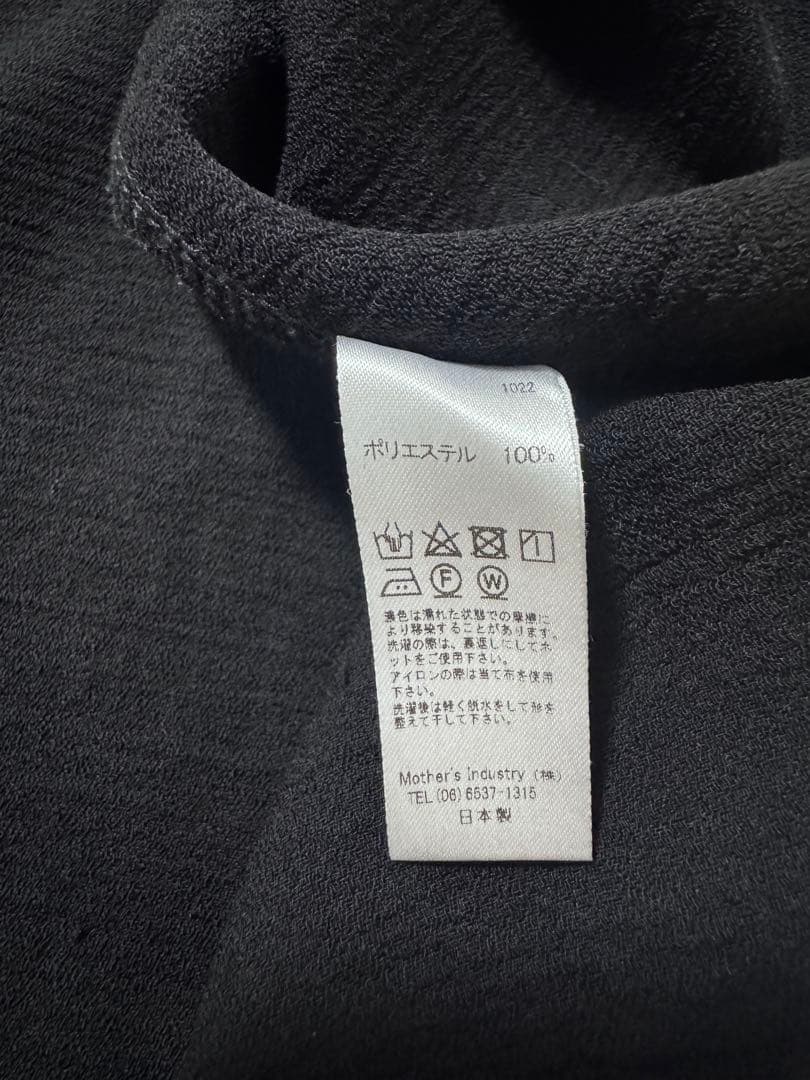 1022
ポリエステル 100%
F W
濃色は濡れた状態での摩擦に
より移染することがあります。
洗濯の際は、裏返しにしてネ
ットをご使用下さい。
アイロンの際は当て布を使用
下さい。
洗濯後は軽く脱水をして形を
整えて干して下さい。
Mother's Industry (株)
TEL (06) 6537-1315
日本製